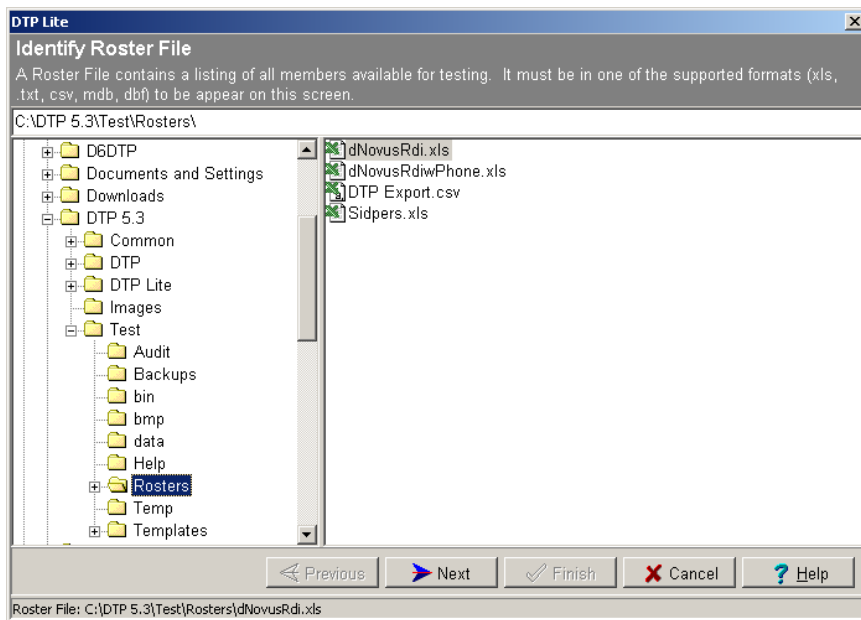 DTP Lite
Identify Roster File
A Roster File contains a listing of all members available for testing.  It must be in one of the supported formats (xls,
.txt, csv, mdb, dbf) to be appear on this screen.
C:\DTP 5.3\Test\Rosters\
D6DTP
Documents and Settings
Downloads
DTP 5.3
Common
DTP
DTP Lite
Images
Test
Audit
Backups
bin
bmp
data
Help
Rosters
Temp
Templates
dNovusRdi.xls
dNovusRdiwPhone.xls
DTP Export.csv
Sidpers.xls
Previous
Next
Finish
Cancel
Help
Roster File: C:\DTP 5.3\Test\Rosters\dNovusRdi.xls